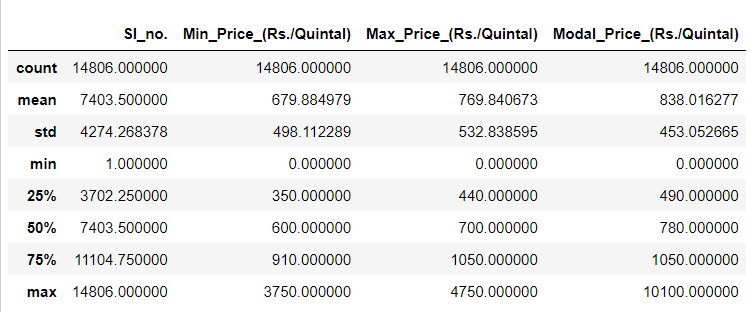 Sl_no. Min_Price_(Rs./Quintal) Max_Price_(Rs./Quintal) Modal_Price_(Rs./Quintal)
count 14806.000000 14806.000000 14806.000000 14806.000000
mean 7403.500000 679.884979 769.840673 838.016277
std 4274.268378 498.112289 532.838595 453.052665
min 1.000000 0.000000 0.000000 0.000000
25% 3702.250000 350.000000 440.000000 490.000000
50% 7403.500000 600.000000 700.000000 780.000000
75% 11104.750000 910.000000 1050.000000 1050.000000
max 14806.000000 3750.000000 4750.000000 10100.000000